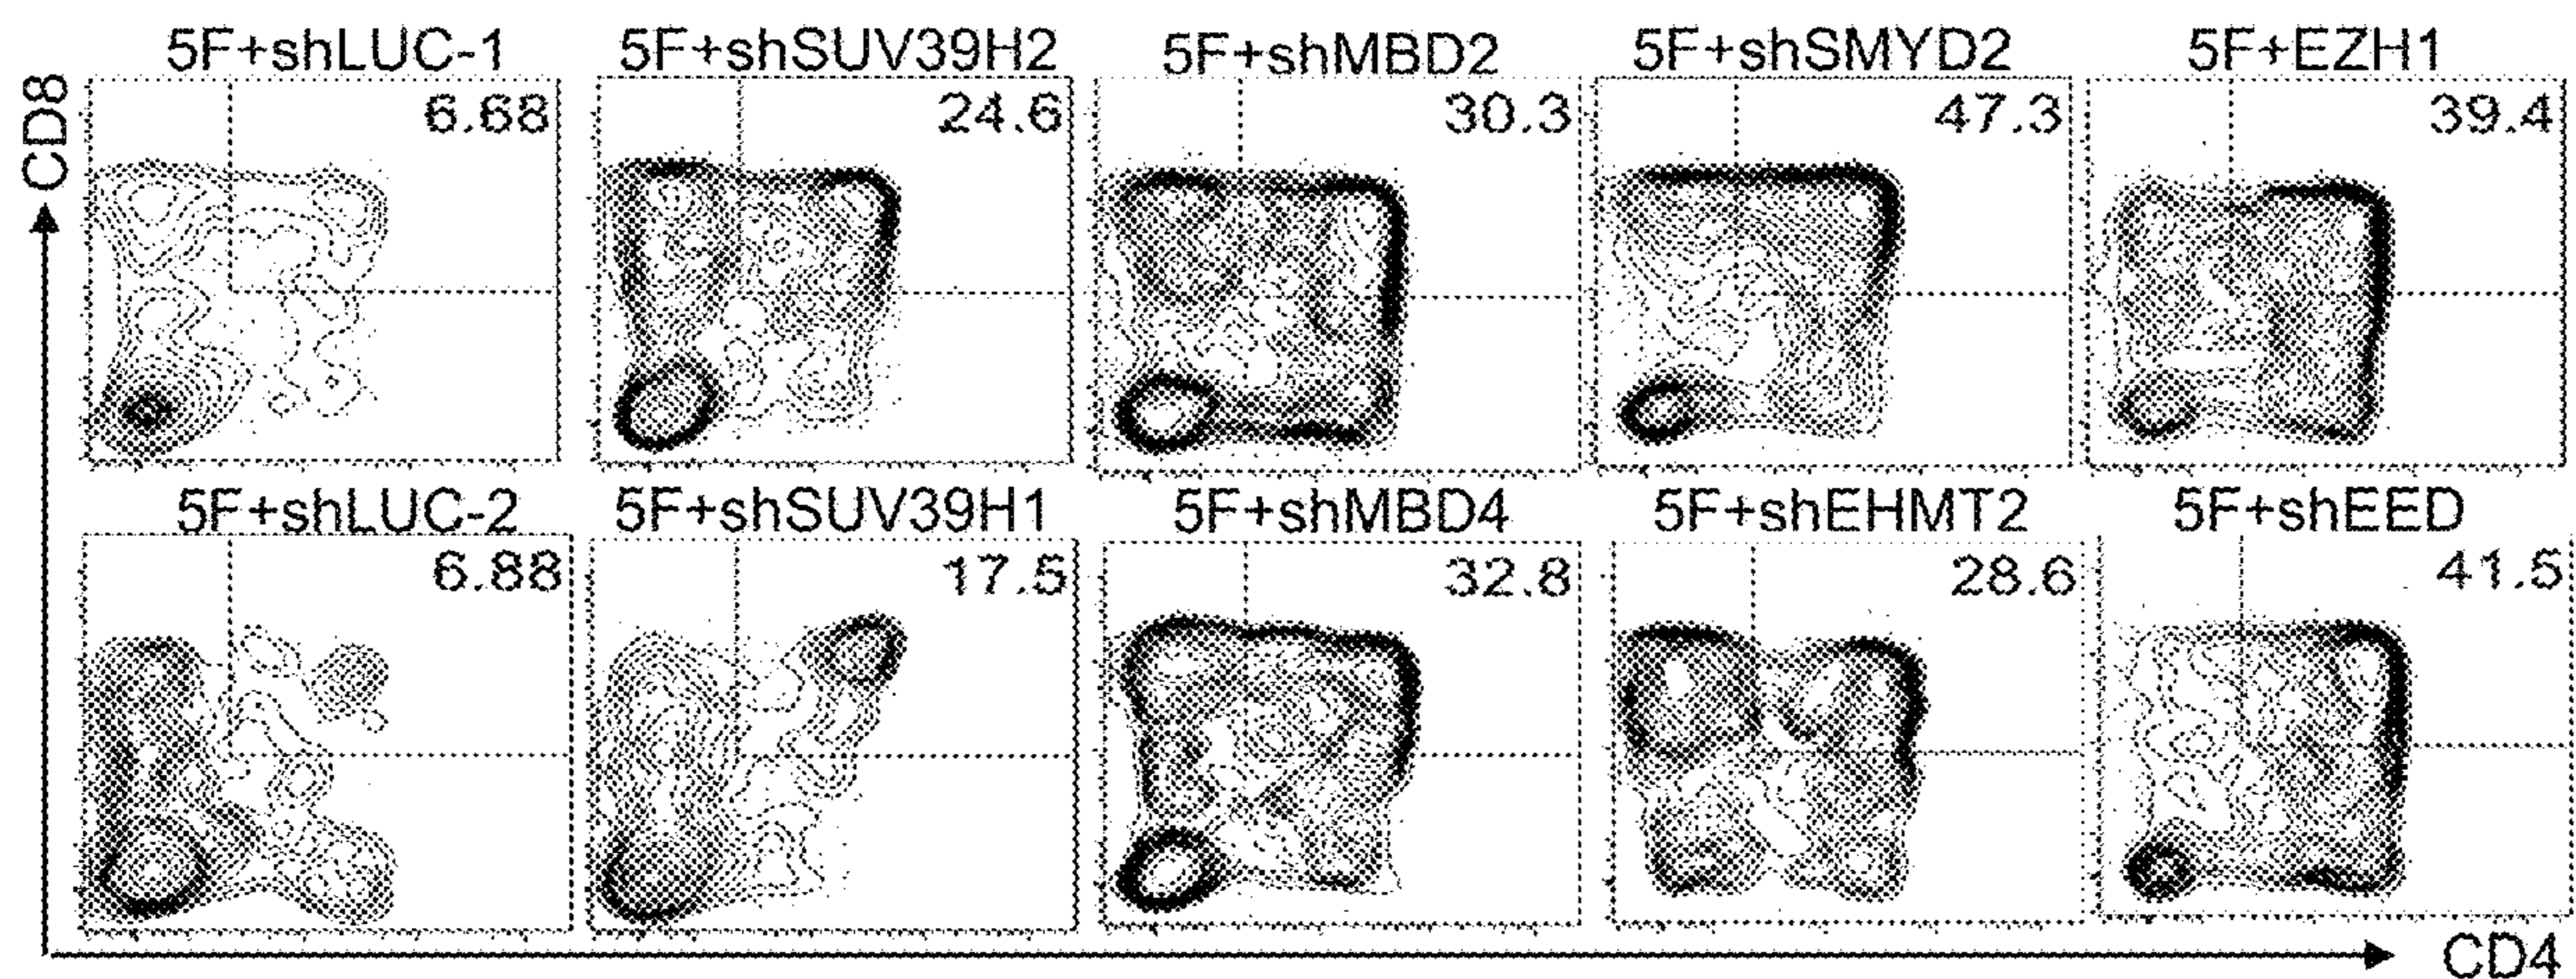 5F+shLUC-1 5F+shSUV39H2 5F+shMBD2 5F+shSMYD2 5F+EZH1
CD8
6.68 24.6 30.3 47.3 39.4
5F+shLUC-2 5F+shSUV39H1 5F+shMBD4 5F+shEHMT2 5F+shEED
6.88 17.5 32.8 28.6 41.5
CD4